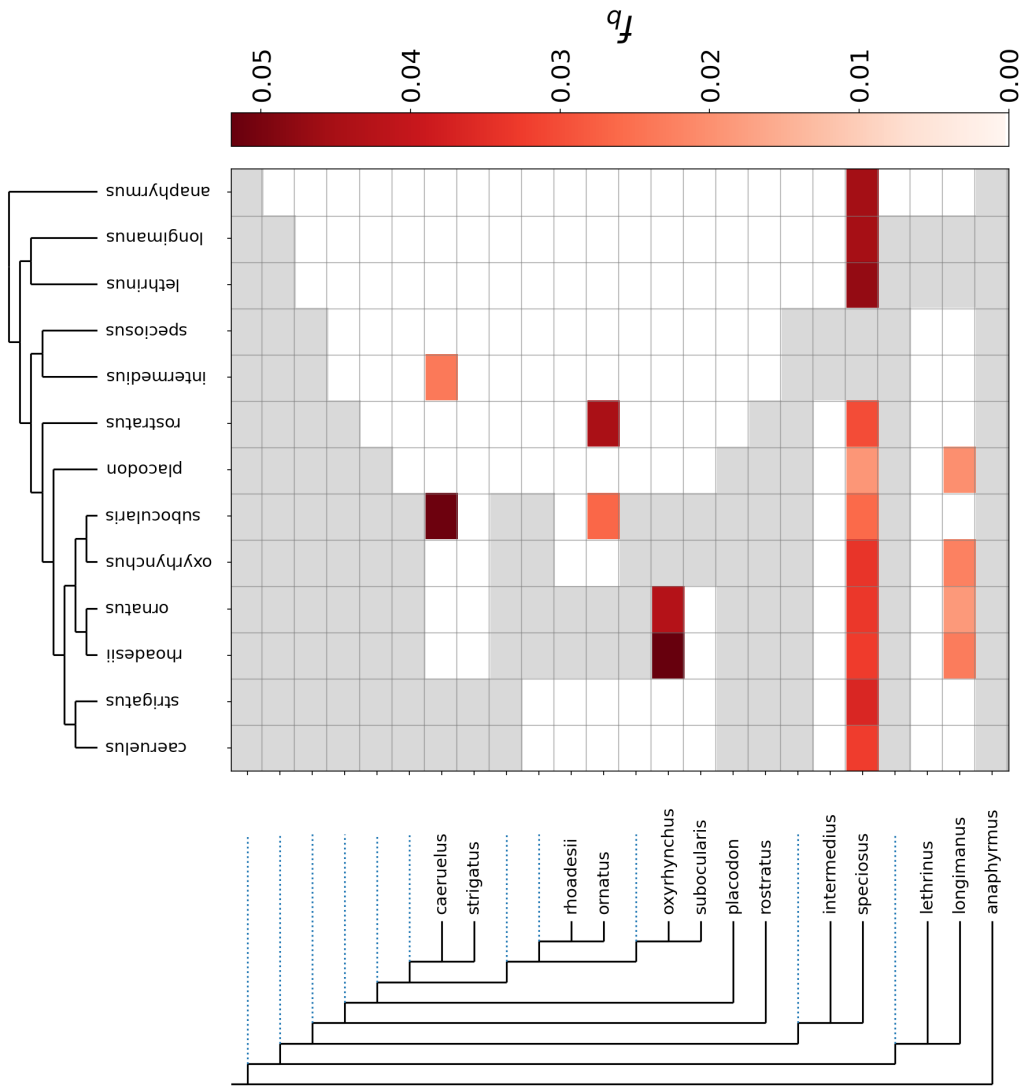 f_b
0.05
0.04
0.03
0.02
0.01
0.00
anaphyrmus
longimanus
lethrinus
speciosus
intermedius
rostratus
placodon
subocularis
oxyrhynchus
ornatus
rhoadesii
strigatus
caeruelus
caeruelus
strigatus
rhoadesii
ornatus
oxyrhynchus
subocularis
placodon
rostratus
intermedius
speciosus
lethrinus
longimanus
anaphyrmus